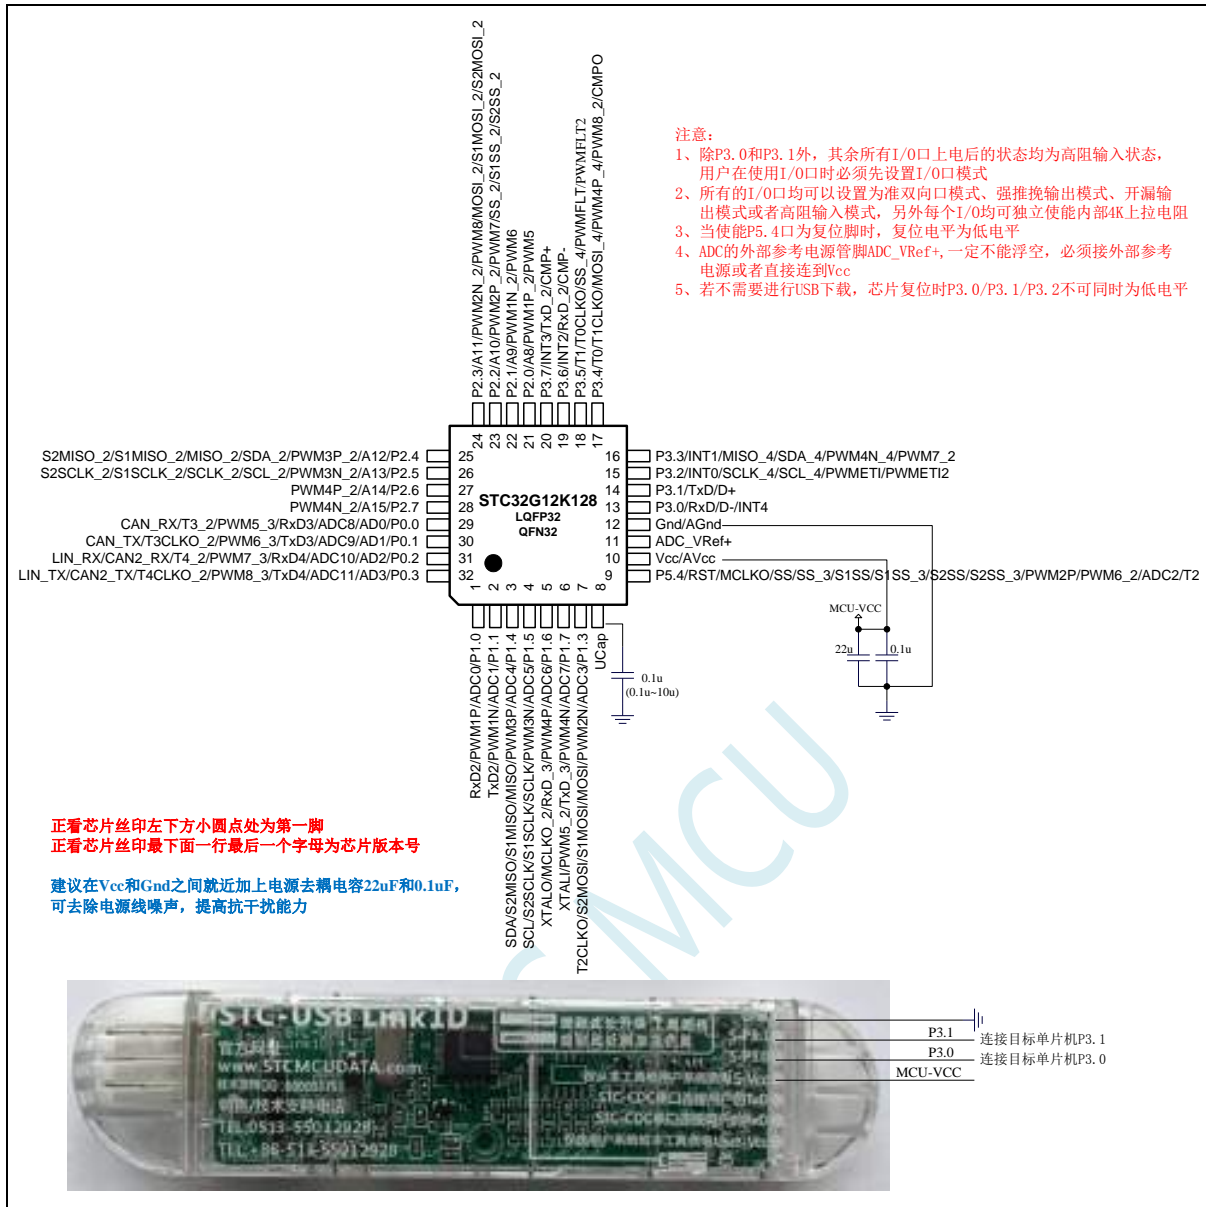 P2.3/A11/PWM2N_2/PWM8/MOSI_2/S1MOSI_2/S2MOSI_2
P2.2/A10/PWM2P_2/PWM7/SS_2/S1SS_2/S2SS_2
P2.1/A9/PWM1N_2/PWM6
P2.0/A8/PWM1P_2/PWM5
P3.7/INT3/TxD_2/CMP+
P3.6/INT2/RxD_2/CMP-
P3.5/T1/T0CLKO/SS_4/PWMFLT/PWMFLT2
P3.4/T0/T1CLKO/MOSI_4/PWM4P_4/PWM8_2/CMPO
注意：
1、除P3.0和P3.1外，其余所有I/O口上电后的状态均为高阻输入状态，
用户在使用I/O口时必须先设置I/O口模式
2、所有的I/O口均可以设置为准双向口模式、强推挽输出模式、开漏输
出模式或者高阻输入模式，另外每个I/O均可独立使能内部4K上拉电阻
3、当使能P5.4口为复位脚时，复位电平为低电平
4、ADC的外部参考电源管脚ADC_VRef+,一定不能浮空，必须接外部参考
电源或者直接连到Vcc
5、若不需要进行USB下载，芯片复位时P3.0/P3.1/P3.2不可同时为低电平
24 23 22 21 20 19 18 17
S2MISO_2/S1MISO_2/MISO_2/SDA_2/PWM3P_2/A12/P2.4 25
S2SCLK_2/S1SCLK_2/SCLK_2/SCL_2/PWM3N_2/A13/P2.5 26
PWM4P_2/A14/P2.6 27
PWM4N_2/A15/P2.7 28
CAN_RX/T3_2/PWM5_3/RxD3/ADC8/AD0/P0.0 29
CAN_TX/T3CLKO_2/PWM6_3/TxD3/ADC9/AD1/P0.1 30
LIN_RX/CAN2_RX/T4_2/PWM7_3/RxD4/ADC10/AD2/P0.2 31
LIN_TX/CAN2_TX/T4CLKO_2/PWM8_3/TxD4/ADC11/AD3/P0.3 32
STC32G12K128
LQFP32
QFN32
16 P3.3/INT1/MISO_4/SDA_4/PWM4N_4/PWM7_2
15 P3.2/INT0/SCLK_4/SCL_4/PWMETI/PWMETI2
14 P3.1/TxD/D+
13 P3.0/RxD/D-/INT4
12 Gnd/AGnd
11 ADC_VRef+
10 Vcc/AVcc
9 P5.4/RST/MCLKO/SS/SS_3/S1SS/S1SS_3/S2SS/S2SS_3/PWM2P/PWM6_2/ADC2/T2
1 2 3 4 5 6 7 8
RxD2/PWM1P/ADC0/P1.0
TxD2/PWM1N/ADC1/P1.1
SDA/S2MISO/S1MISO/MISO/PWM3P/ADC4/P1.4
SCL/S2SCLK/S1SCLK/SCLK/PWM3N/ADC5/P1.5
XTALO/MCLKO_2/RxD_3/PWM4P/ADC6/P1.6
XTALI/PWM5_2/TxD_3/PWM4N/ADC7/P1.7
T2CLKO/S2MOSI/S1MOSI/MOSI/PWM2N/ADC3/P1.3
UCap
0.1u
(0.1u~10u)
MCU-VCC
22u 0.1u
正看芯片丝印左下方小圆点处为第一脚
正看芯片丝印最下面一行最后一个字母为芯片版本号
建议在Vcc和Gnd之间就近加上电源去耦电容22uF和0.1uF，
可去除电源线噪声，提高抗干扰能力
MCU
STC-USB Link1D
www.STCMCUDATA.com
TEL:0513-55012928
P3.1 连接目标单片机P3.1
P3.0 连接目标单片机P3.0
MCU-VCC